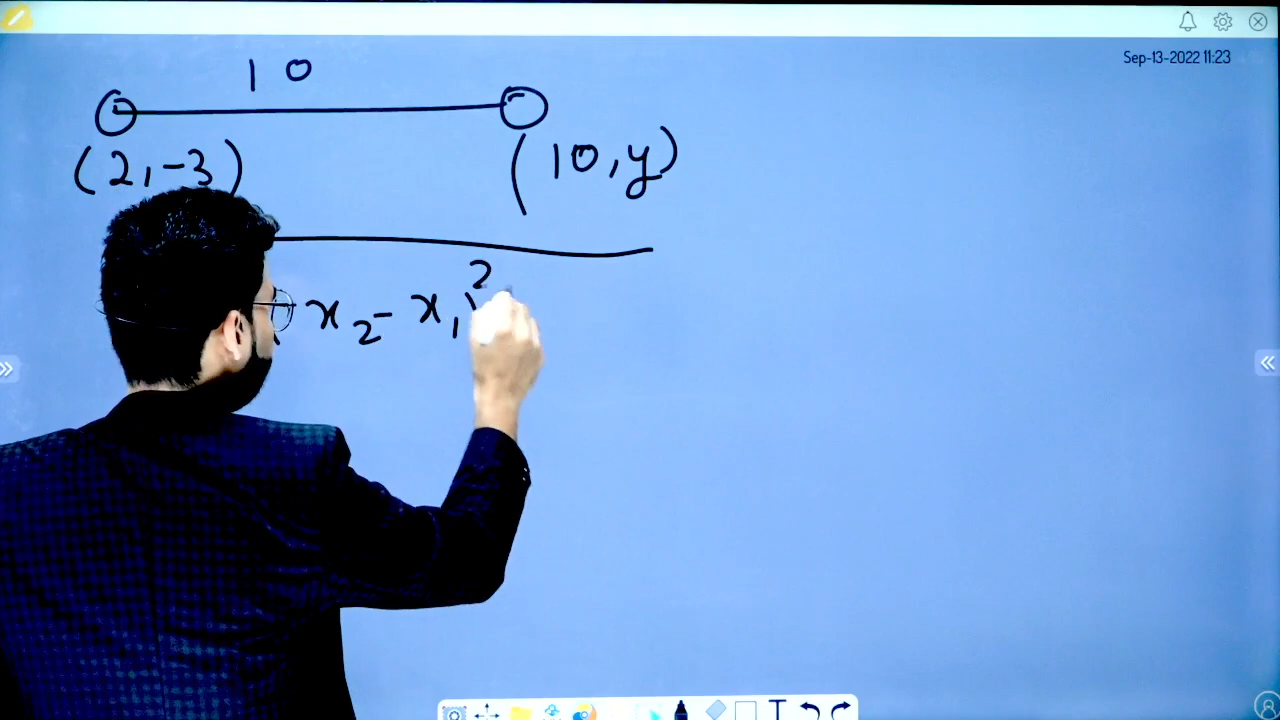 Sep-13-2022 11:23
10
(2,-3) (10,y)
x₂-x₁)²
T